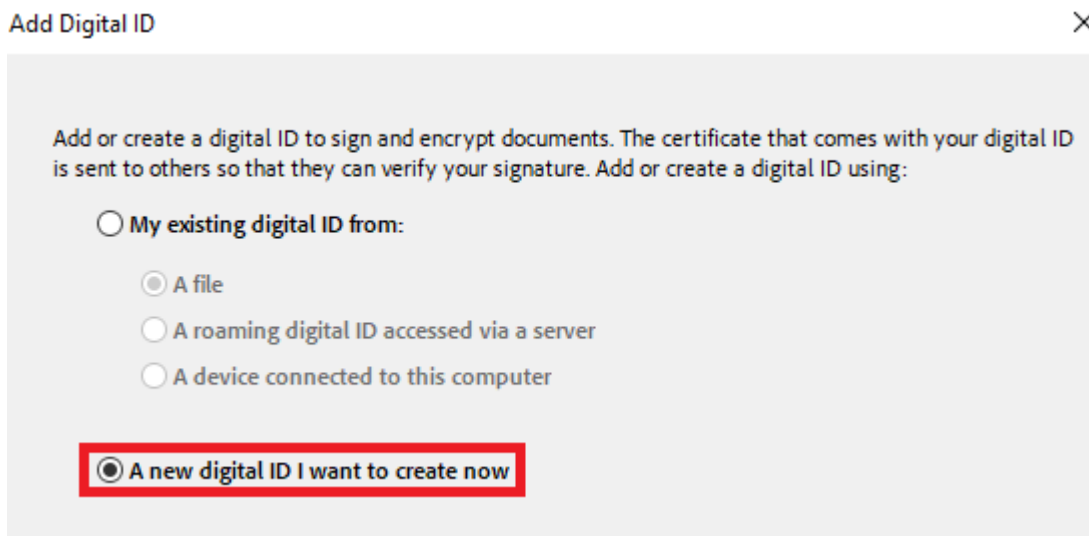 Add Digital ID
Add or create a digital ID to sign and encrypt documents. The certificate that comes with your digital ID
is sent to others so that they can verify your signature. Add or create a digital ID using:
My existing digital ID from:
A file
A roaming digital ID accessed via a server
A device connected to this computer
A new digital ID I want to create now